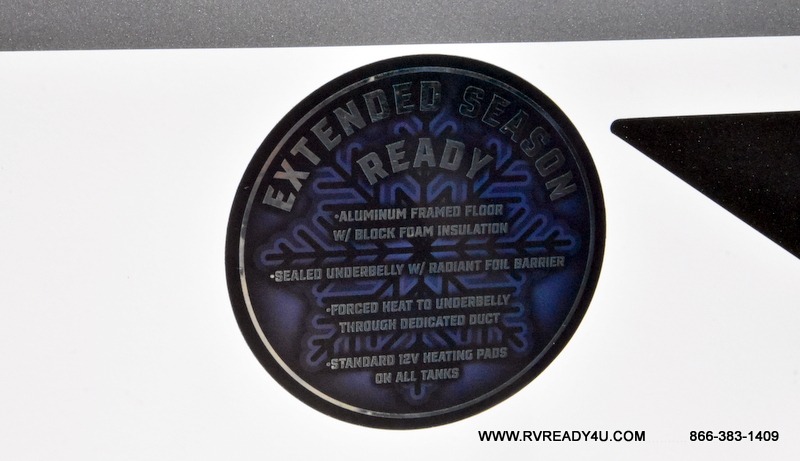 EXTENDED SEASON
READY
•ALUMINUM FRAMED FLOOR
W/ BLOCK FOAM INSULATION
•SEALED UNDERBELLY W/ RADIANT FOIL BARRIER
•FORCED HEAT TO UNDERBELLY
THROUGH DEDICATED DUCT
•STANDARD 12V HEATING PADS
ON ALL TANKS
WWW.RVREADY4U.COM 866-383-1409